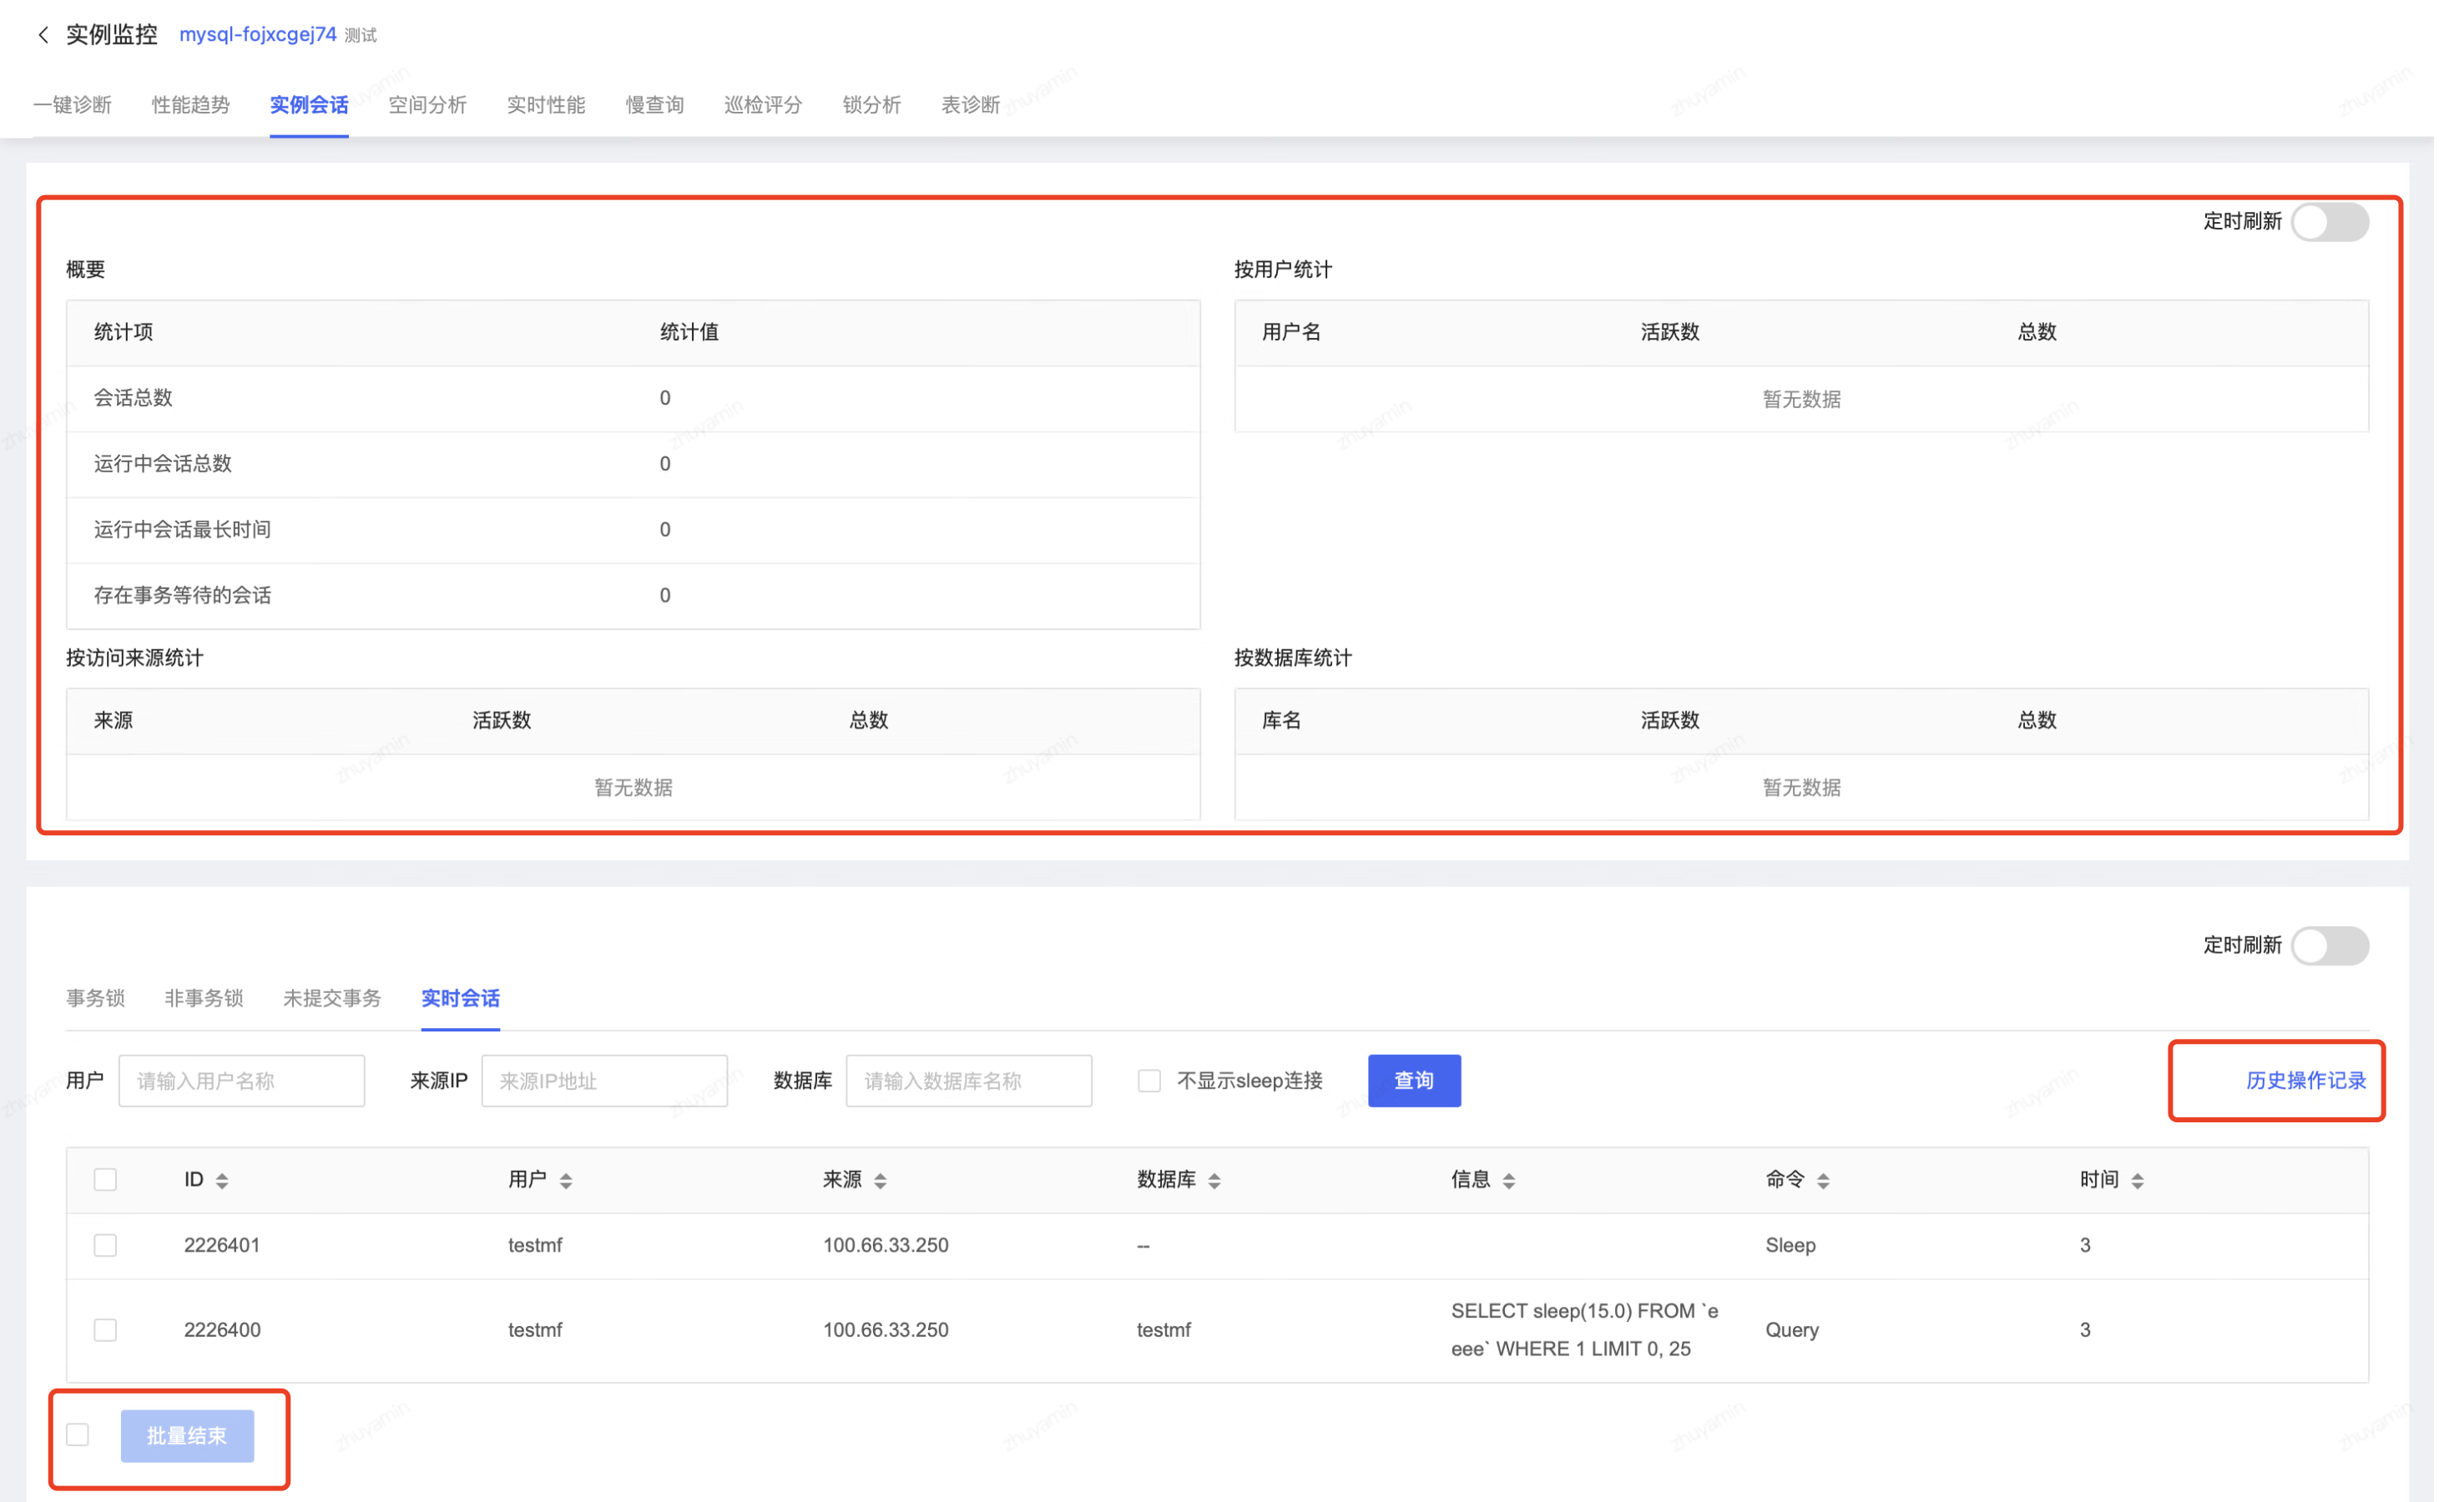 实例监控 mysql-fojxcgej74 测试
一键诊断 性能趋势 实例会话 空间分析 实时性能 慢查询 巡检评分 锁分析 表诊断
定时刷新
概要
统计项 统计值
会话总数 0
运行中会话总数 0
运行中会话最长时间 0
存在事务等待的会话 0
按用户统计
用户名 活跃数 总数
暂无数据
按访问来源统计
来源 活跃数 总数
暂无数据
按数据库统计
库名 活跃数 总数
暂无数据
定时刷新
事务锁 非事务锁 未提交事务 实时会话
用户 请输入用户名称 来源IP 来源IP地址 数据库 请输入数据库名称 不显示sleep连接 查询 历史操作记录
ID 用户 来源 数据库 信息 命令 时间
2226401 testmf 100.66.33.250 -- Sleep 3
2226400 testmf 100.66.33.250 testmf SELECT sleep(15.0) FROM `e
eee` WHERE 1 LIMIT 0, 25 Query 3
批量结束
zhuyamin